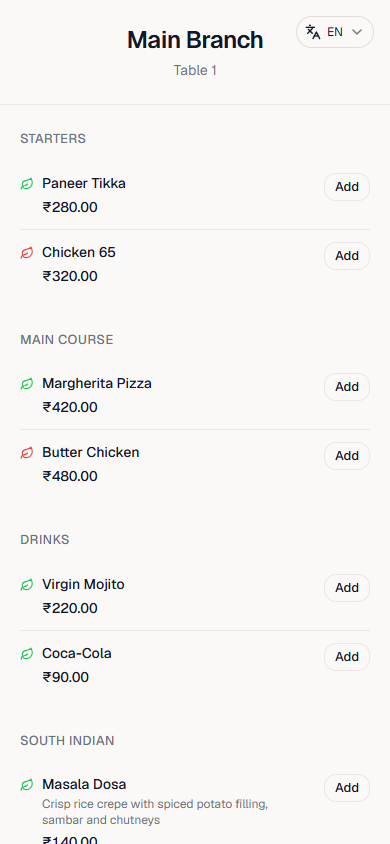 Main Branch
EN
Table 1
STARTERS
Paneer Tikka
Add
₹280.00
Chicken 65
Add
₹320.00
MAIN COURSE
Margherita Pizza
Add
₹420.00
Butter Chicken
Add
₹480.00
DRINKS
Virgin Mojito
Add
₹220.00
Coca-Cola
Add
₹90.00
SOUTH INDIAN
Masala Dosa
Add
Crisp rice crepe with spiced potato filling,
sambar and chutneys
₹140.00